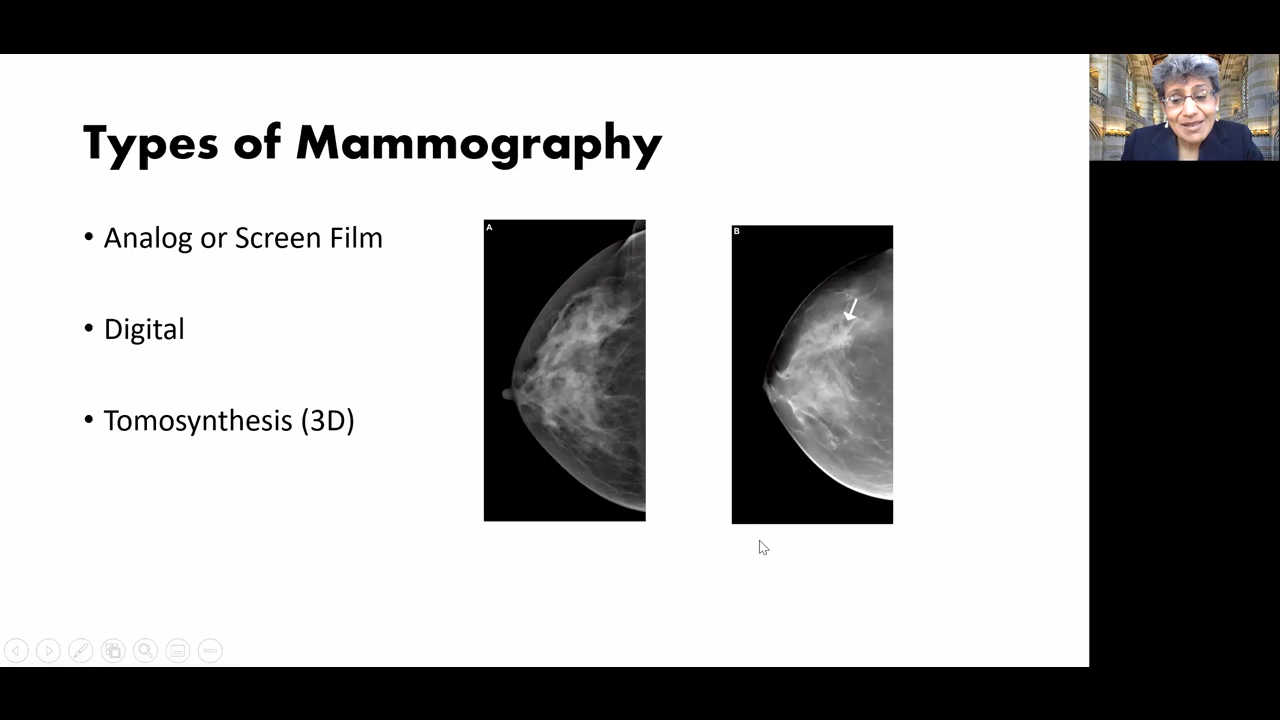 Types of Mammography
• Analog or Screen Film
• Digital
• Tomosynthesis (3D)
A
B